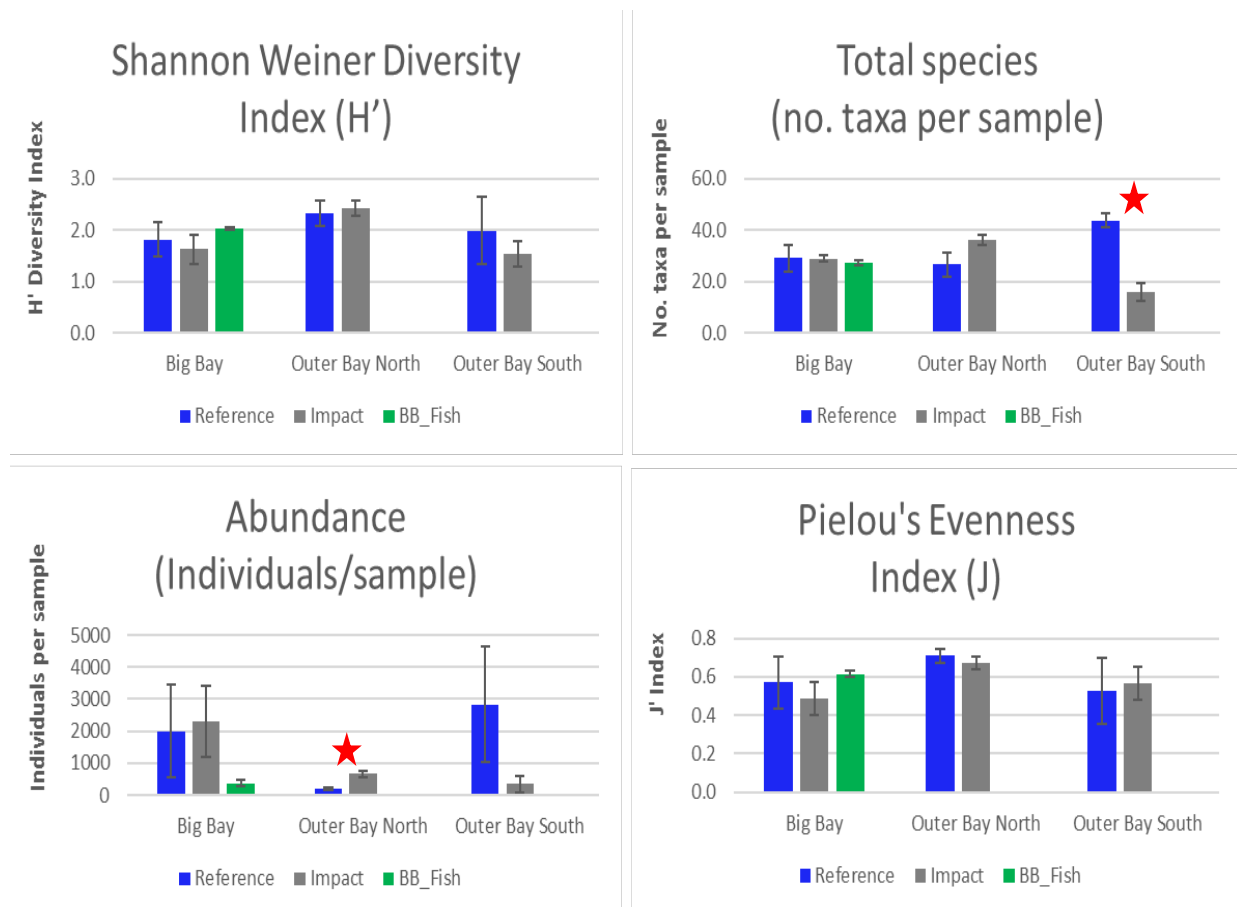 Shannon Weiner Diversity
Index (H’)
H' Diversity Index
3.0
2.0
1.0
0.0
Big Bay
Outer Bay North
Outer Bay South
Reference
Impact
BB_Fish
Total species
(no. taxa per sample)
No. taxa per sample
60.0
40.0
20.0
0.0
Big Bay
Outer Bay North
Outer Bay South
Reference
Impact
BB_Fish
Abundance
(Individuals/sample)
Individuals per sample
5000
4000
3000
2000
1000
0
Big Bay
Outer Bay North
Outer Bay South
Reference
Impact
BB_Fish
Pielou's Evenness
Index (J)
J' Index
0.8
0.6
0.4
0.2
0.0
Big Bay
Outer Bay North
Outer Bay South
Reference
Impact
BB_Fish